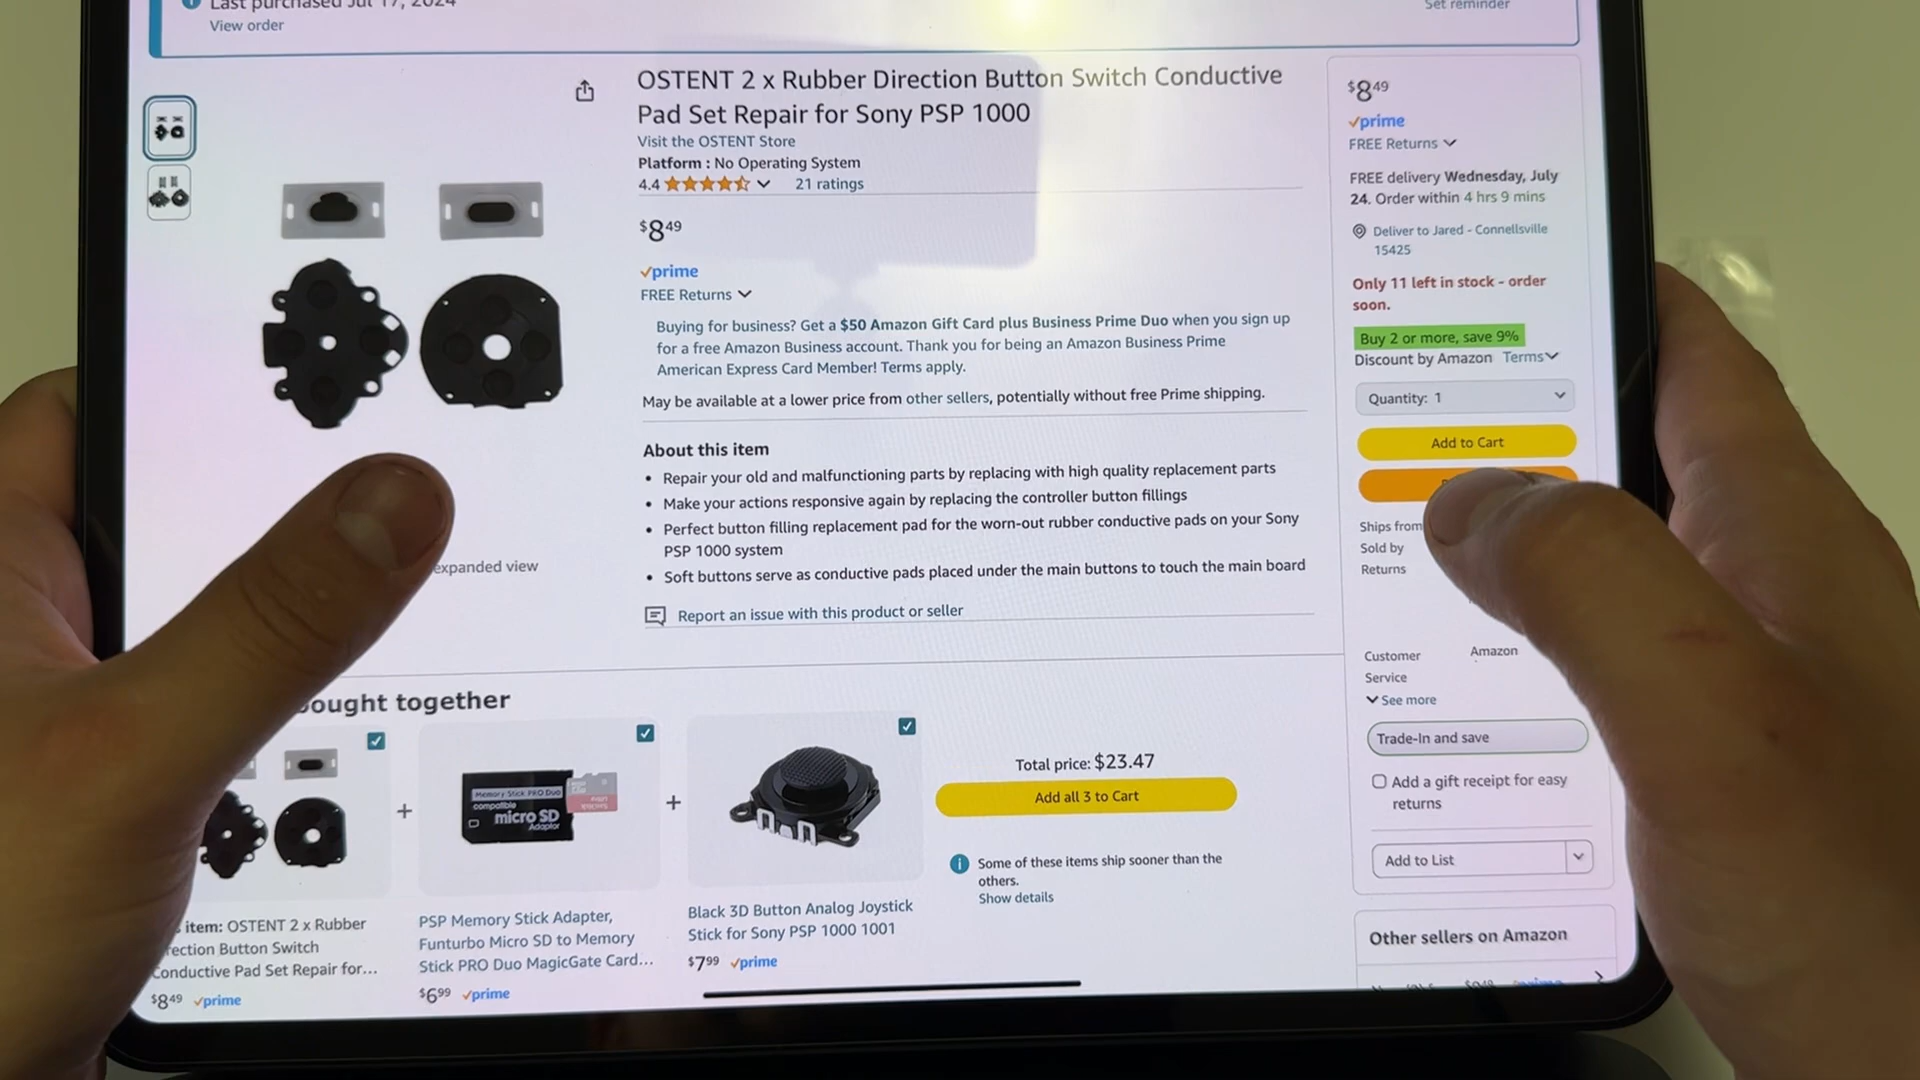 Last purchased Jul 17, 2024
View order
Set reminder
OSTENT 2 x Rubber Direction Button Switch Conductive
Pad Set Repair for Sony PSP 1000
Visit the OSTENT Store
Platform : No Operating System
4.4 21 ratings
$849
prime
FREE Returns
Buying for business? Get a $50 Amazon Gift Card plus Business Prime Duo when you sign up
for a free Amazon Business account. Thank you for being an Amazon Business Prime
American Express Card Member! Terms apply.
May be available at a lower price from other sellers, potentially without free Prime shipping.
About this item
• Repair your old and malfunctioning parts by replacing with high quality replacement parts
• Make your actions responsive again by replacing the controller button fillings
• Perfect button filling replacement pad for the worn-out rubber conductive pads on your Sony
PSP 1000 system
• Soft buttons serve as conductive pads placed under the main buttons to touch the main board
Report an issue with this product or seller
expanded view
$849
prime
FREE Returns
FREE delivery Wednesday, July
24. Order within 4 hrs 9 mins
Deliver to Jared - Connellsville
15425
Only 11 left in stock - order
soon.
Buy 2 or more, save 9%
Discount by Amazon Terms
Quantity: 1
Add to Cart
Ships from
Sold by
Returns
Customer
Service
Amazon
See more
Trade-In and save
Add a gift receipt for easy
returns
Add to List
Other sellers on Amazon
ought together
Memory Stick PRO Duo
compatible
micro SD
Adaptor
+
+
Total price: $23.47
Add all 3 to Cart
Some of these items ship sooner than the
others.
Show details
item: OSTENT 2 x Rubber
rection Button Switch
Conductive Pad Set Repair for...
$849 prime
PSP Memory Stick Adapter,
Funturbo Micro SD to Memory
Stick PRO Duo MagicGate Card...
$699 prime
Black 3D Button Analog Joystick
Stick for Sony PSP 1000 1001
$799 prime